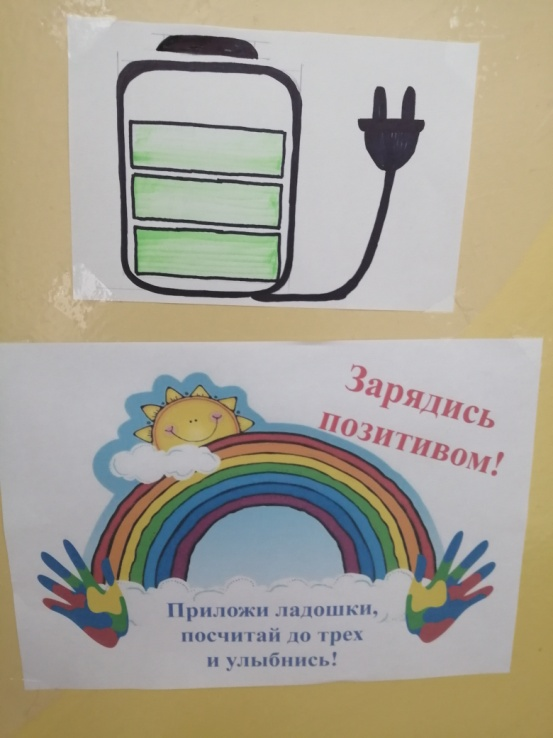 Зарядись
позитивом!
Приложи ладошки,
посчитай до трех
и улыбнись!